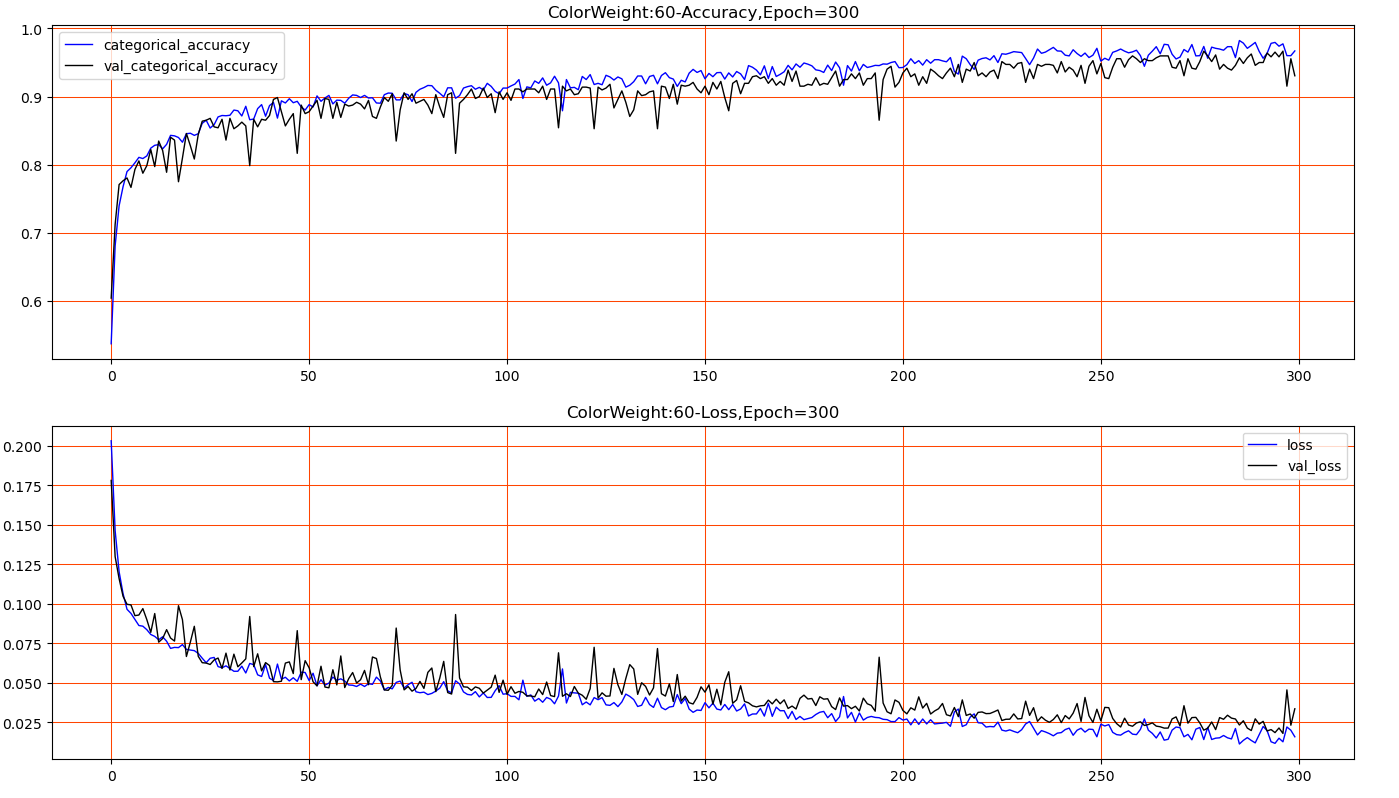 ColorWeight:60-Accuracy,Epoch=300
categorical_accuracy
val_categorical_accuracy
1.0
0.9
0.8
0.7
0.6
0 50 100 150 200 250 300
ColorWeight:60-Loss,Epoch=300
loss
val_loss
0.200
0.175
0.150
0.125
0.100
0.075
0.050
0.025
0 50 100 150 200 250 300